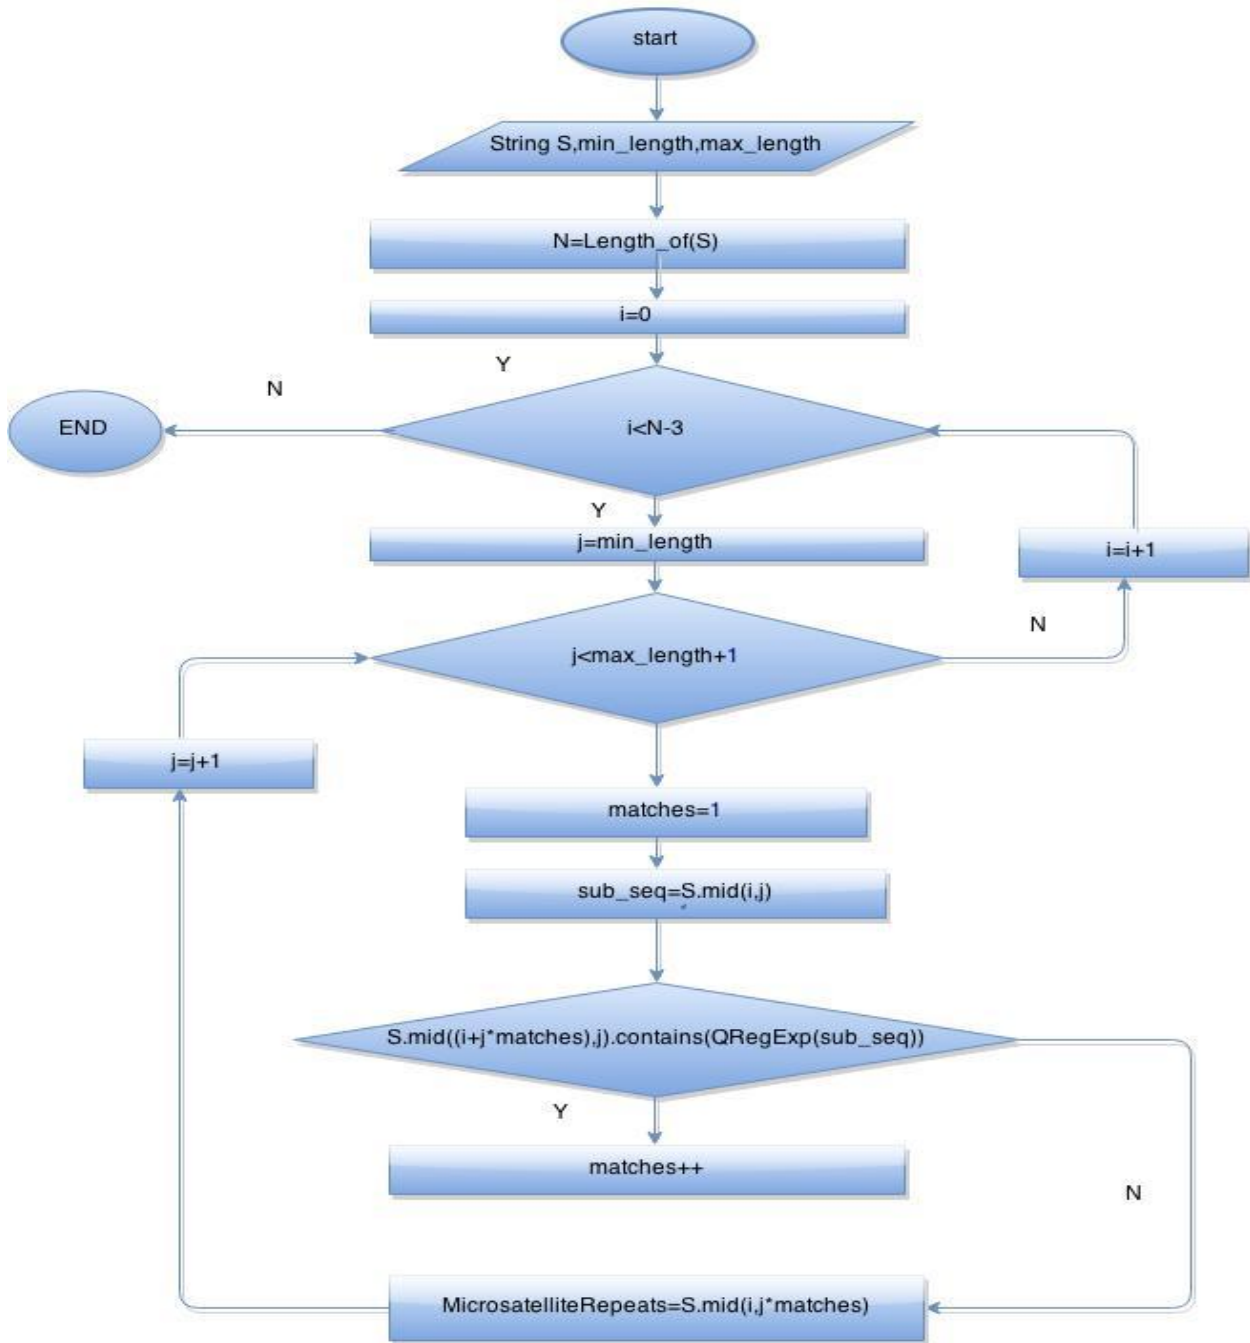 start
String S,min_length,max_length
N=Length_of(S)
i=0
Y
N
END
i<N-3
Y
j=min_length
i=i+1
N
j<max_length+1
j=j+1
matches=1
sub_seq=S.mid(i,j)
S.mid((i+j*matches),j).contains(QRegExp(sub_seq))
Y
matches++
N
MicrosatelliteRepeats=S.mid(i,j*matches)